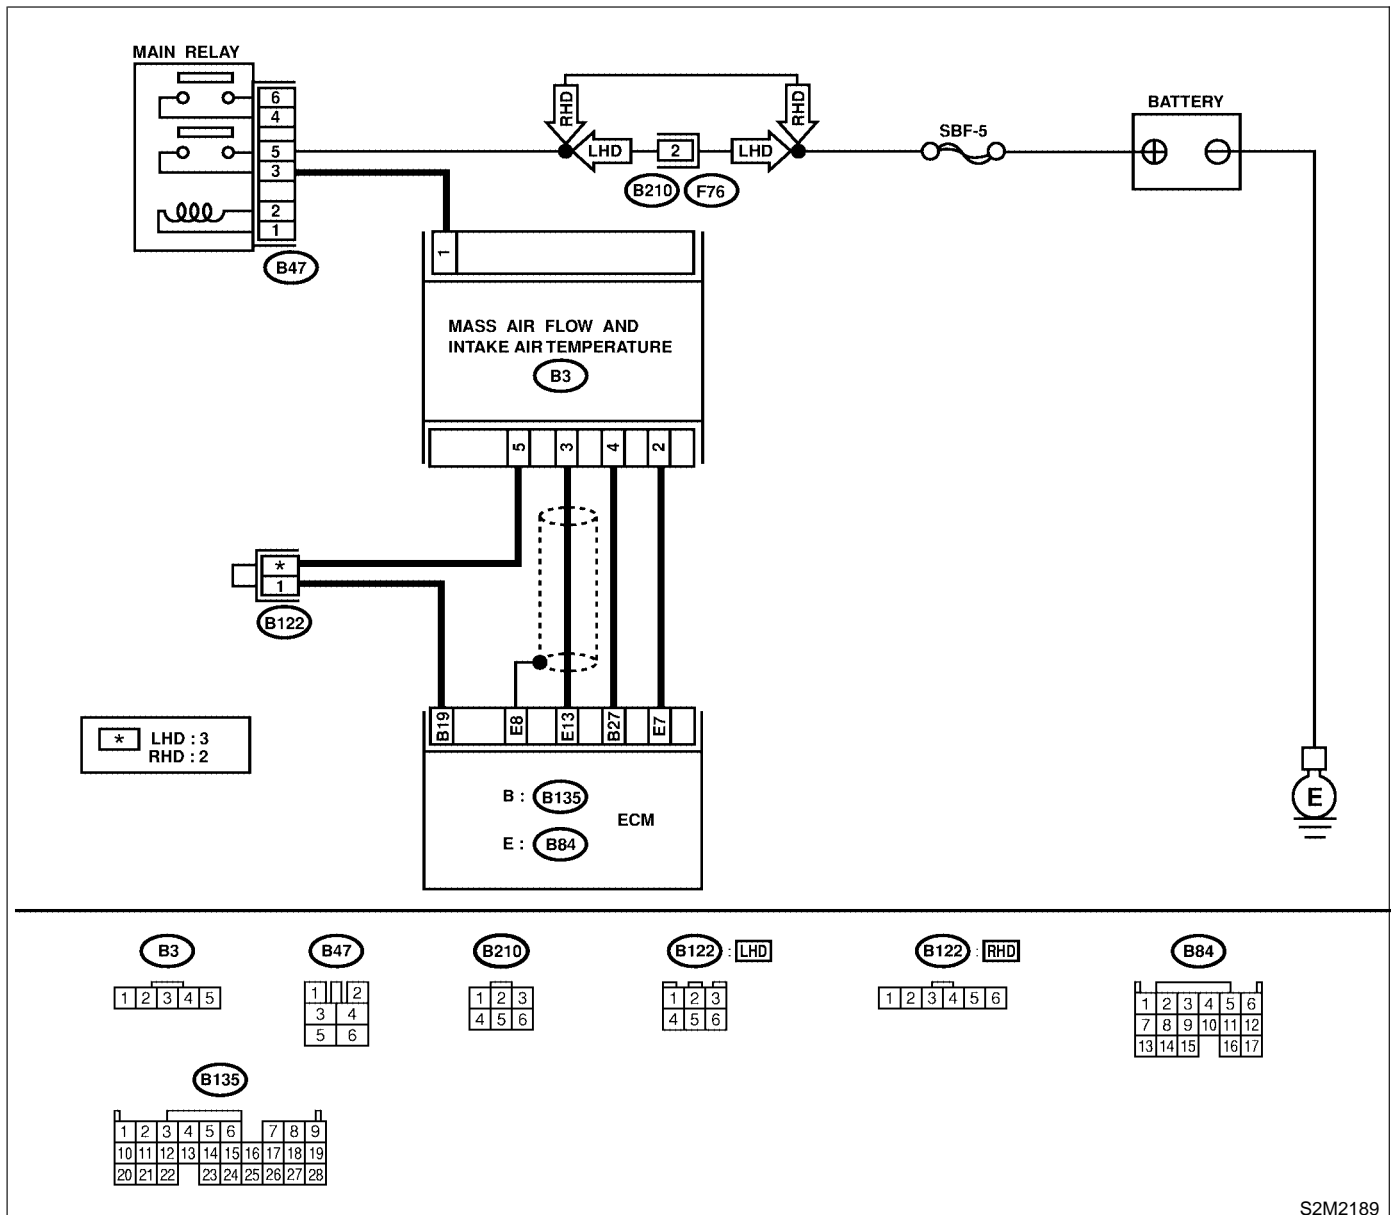 MAIN RELAY
6
4
5
3
2
1
B47
RHD
RHD
LHD
2
LHD
B210
F76
SBF-5
BATTERY
1
MASS AIR FLOW AND
INTAKE AIR TEMPERATURE
B3
5 3 4 2
*
1
B122
B19 E8 E13 B27 E7
* LHD : 3
RHD : 2
B : B135
E : B84
ECM
E
B3
1 2 3 4 5
B47
1 2
3 4
5 6
B210
1 2 3
4 5 6
B122 : LHD
1 2 3
4 5 6
B122 : RHD
1 2 3 4 5 6
B84
1 2 3 4 5 6
7 8 9 10 11 12
13 14 15 16 17
B135
1 2 3 4 5 6 7 8 9
10 11 12 13 14 15 16 17 18 19
20 21 22 23 24 25 26 27 28
S2M2189